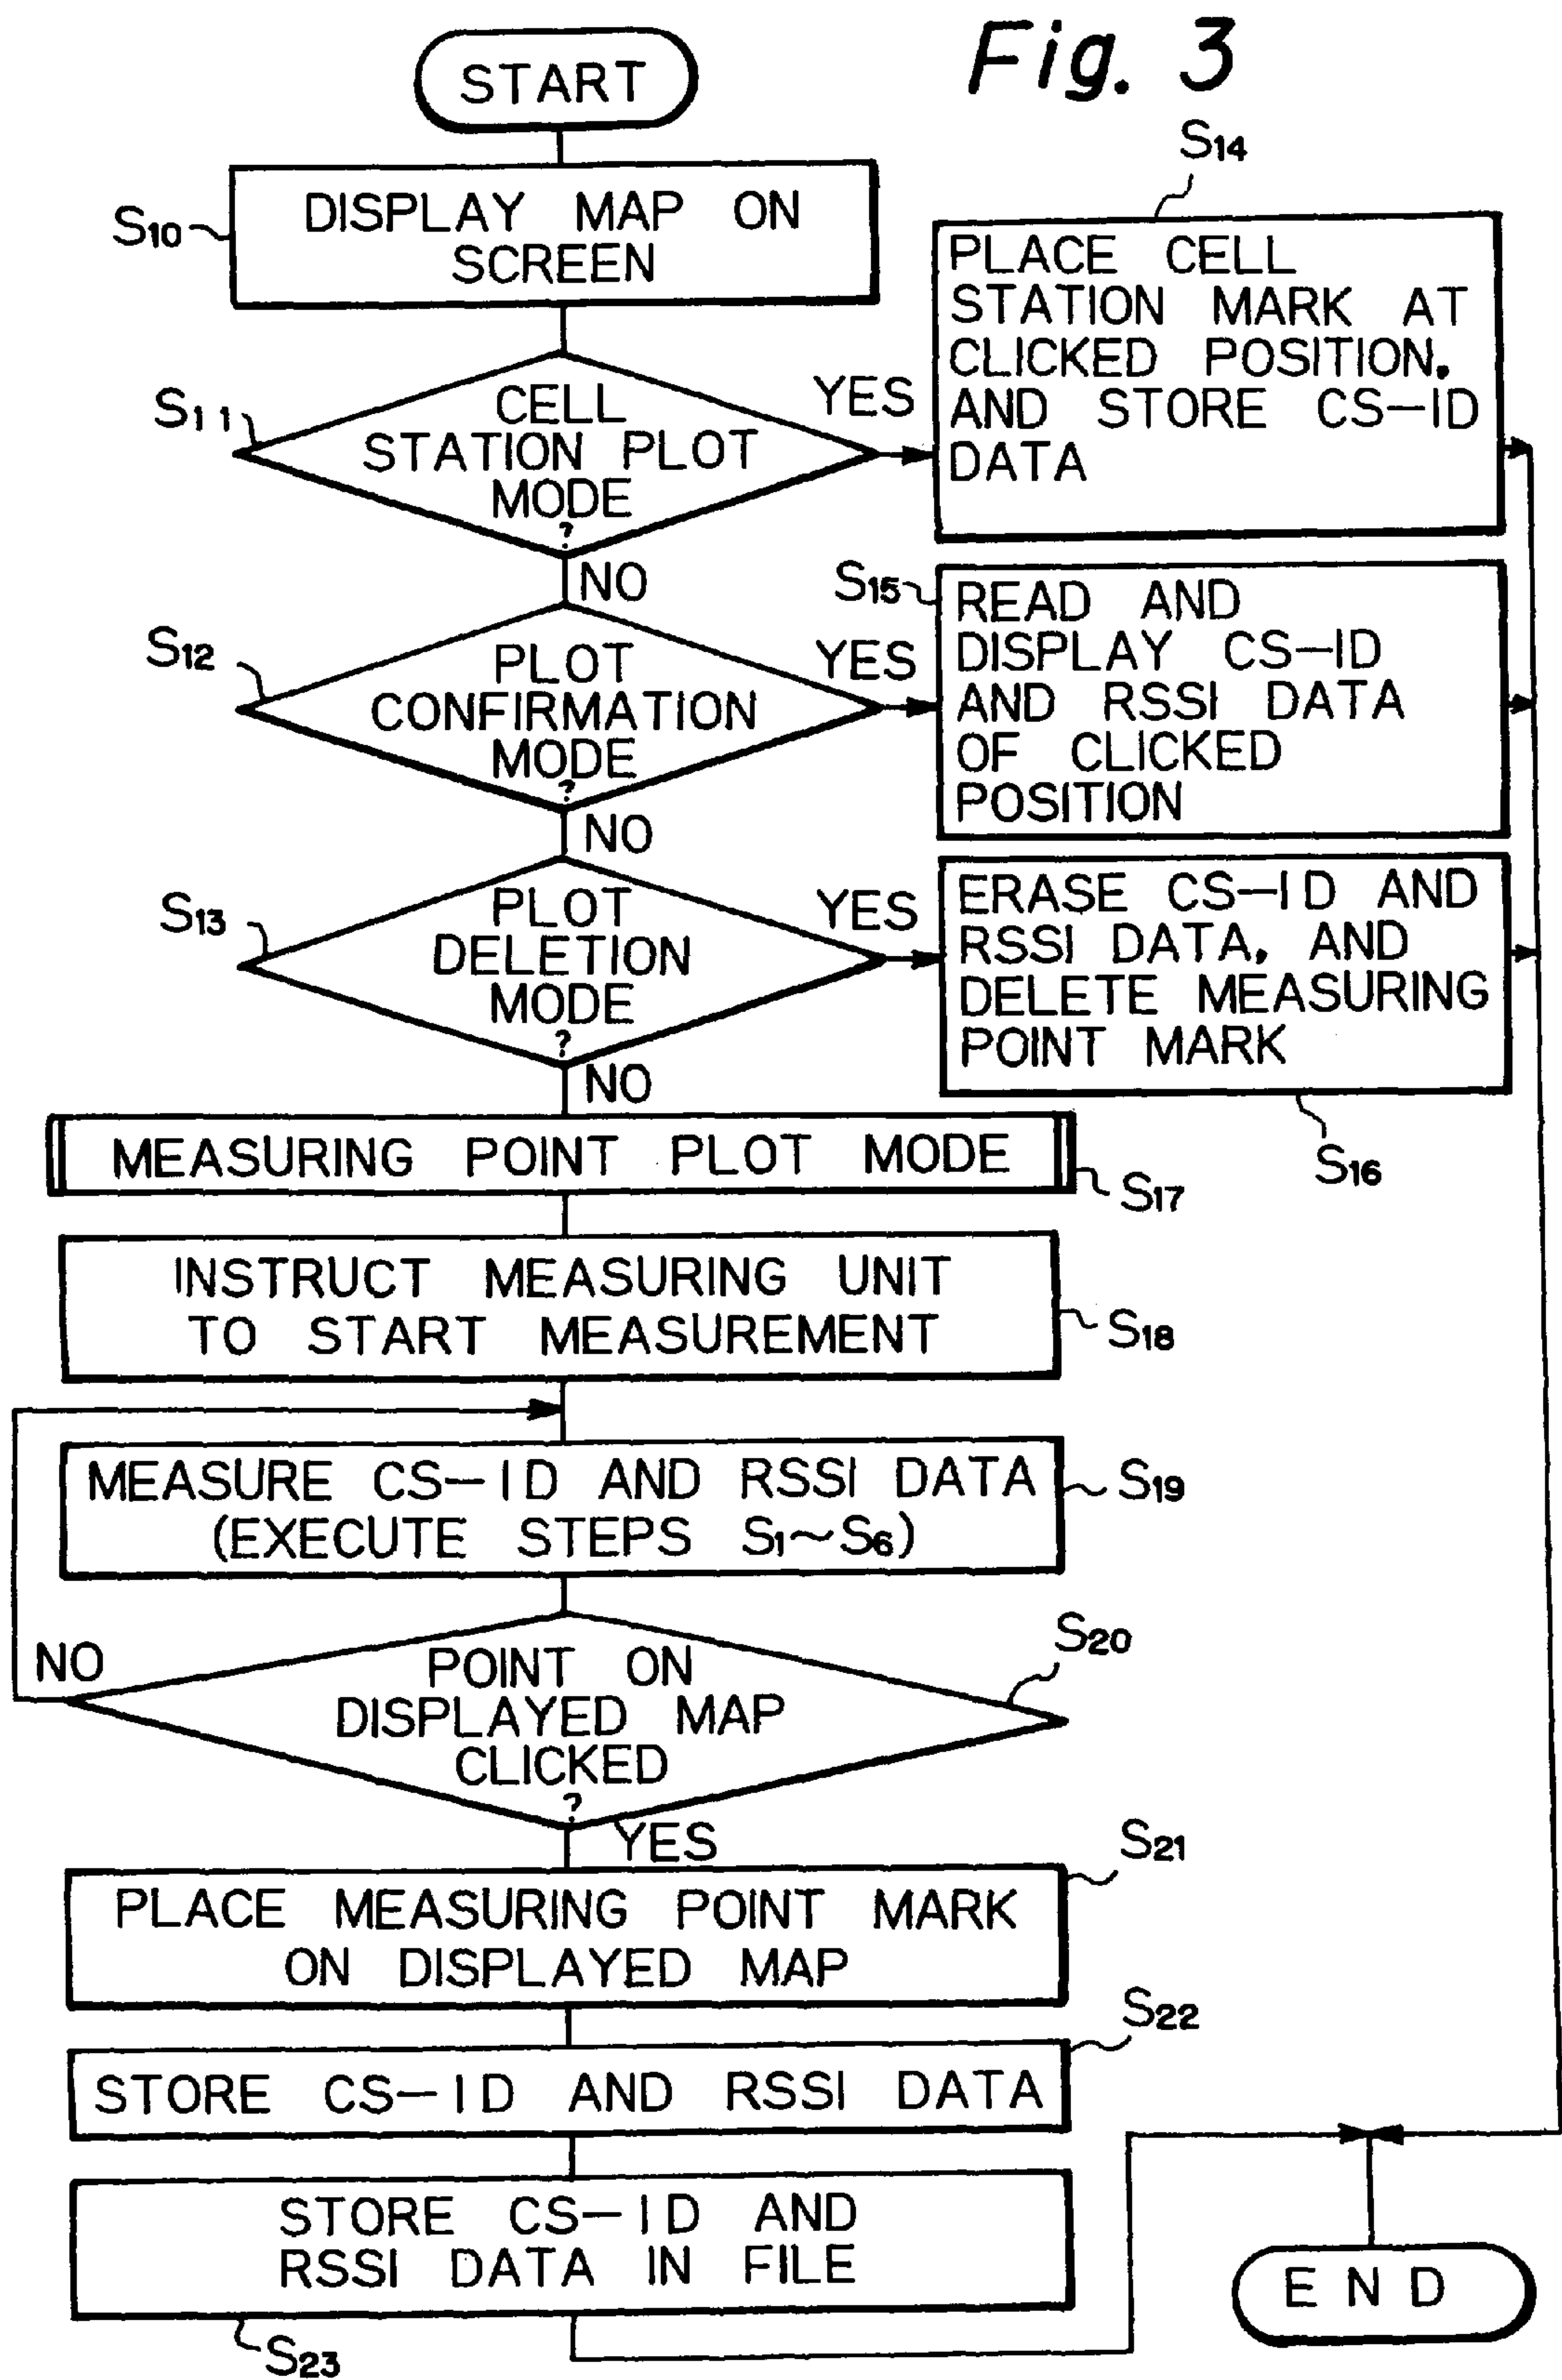 Fig. 3
START
S10
DISPLAY MAP ON
SCREEN
S11
CELL
STATION PLOT
MODE
?
YES
NO
S14
PLACE CELL
STATION MARK AT
CLICKED POSITION,
AND STORE CS-ID
DATA
S12
PLOT
CONFIRMATION
MODE
?
YES
NO
S15
READ AND
DISPLAY CS-ID
AND RSSI DATA
OF CLICKED
POSITION
S13
PLOT
DELETION
MODE
?
YES
NO
ERASE CS-ID AND
RSSI DATA, AND
DELETE MEASURING
POINT MARK
S16
MEASURING POINT PLOT MODE
S17
INSTRUCT MEASURING UNIT
TO START MEASUREMENT
S18
MEASURE CS-ID AND RSSI DATA
(EXECUTE STEPS S1~S6)
S19
NO
POINT ON
DISPLAYED MAP
CLICKED
?
S20
YES
S21
PLACE MEASURING POINT MARK
ON DISPLAYED MAP
S22
STORE CS-ID AND RSSI DATA
STORE CS-ID AND
RSSI DATA IN FILE
S23
END